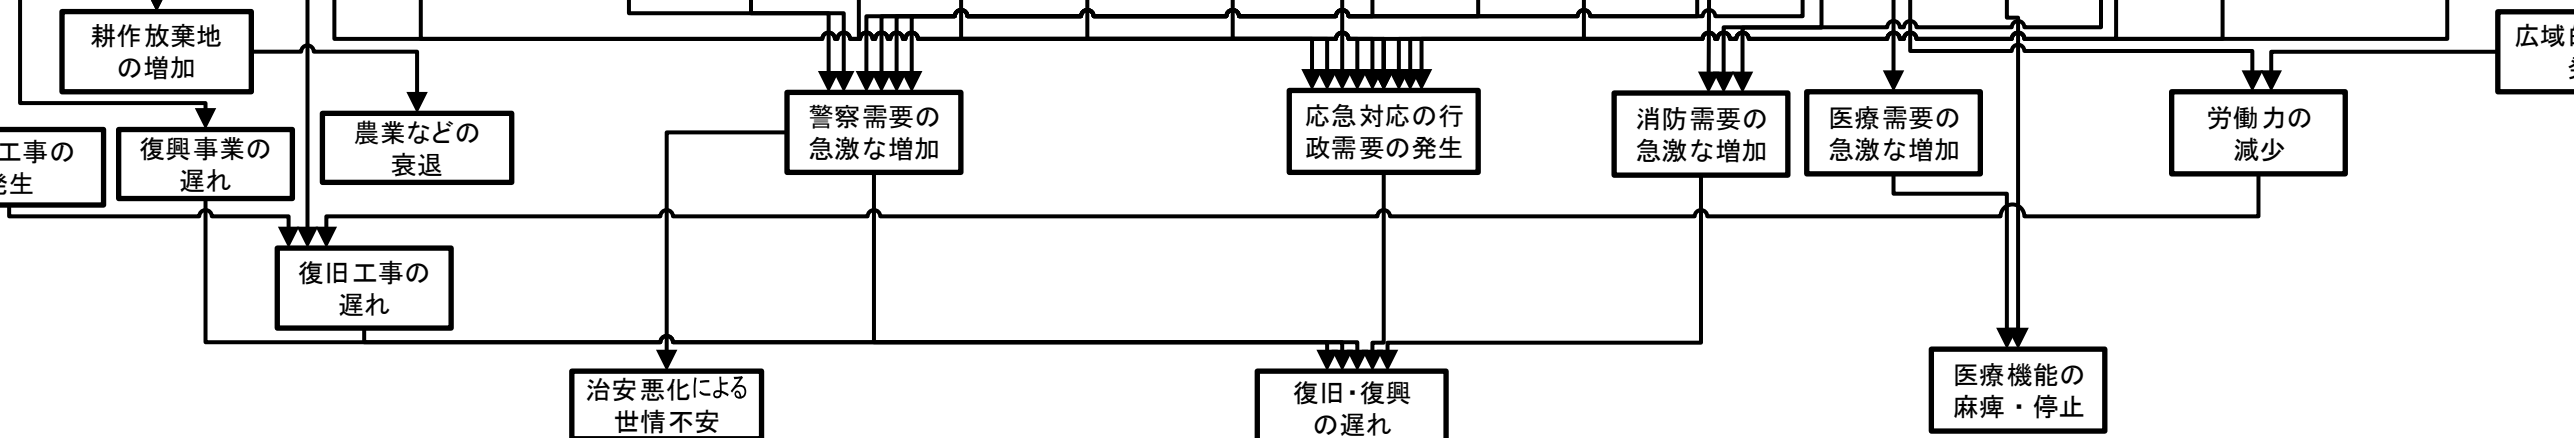 耕作放棄地
の増加
広域
農業などの
衰退
警察需要の
急激な増加
応急対応の行
政需要の発生
消防需要の
急激な増加
医療需要の
急激な増加
労働力の
減少
工事の
発生
復興事業の
遅れ
復旧工事の
遅れ
治安悪化による
世情不安
復旧・復興
の遅れ
医療機能の
麻痺・停止